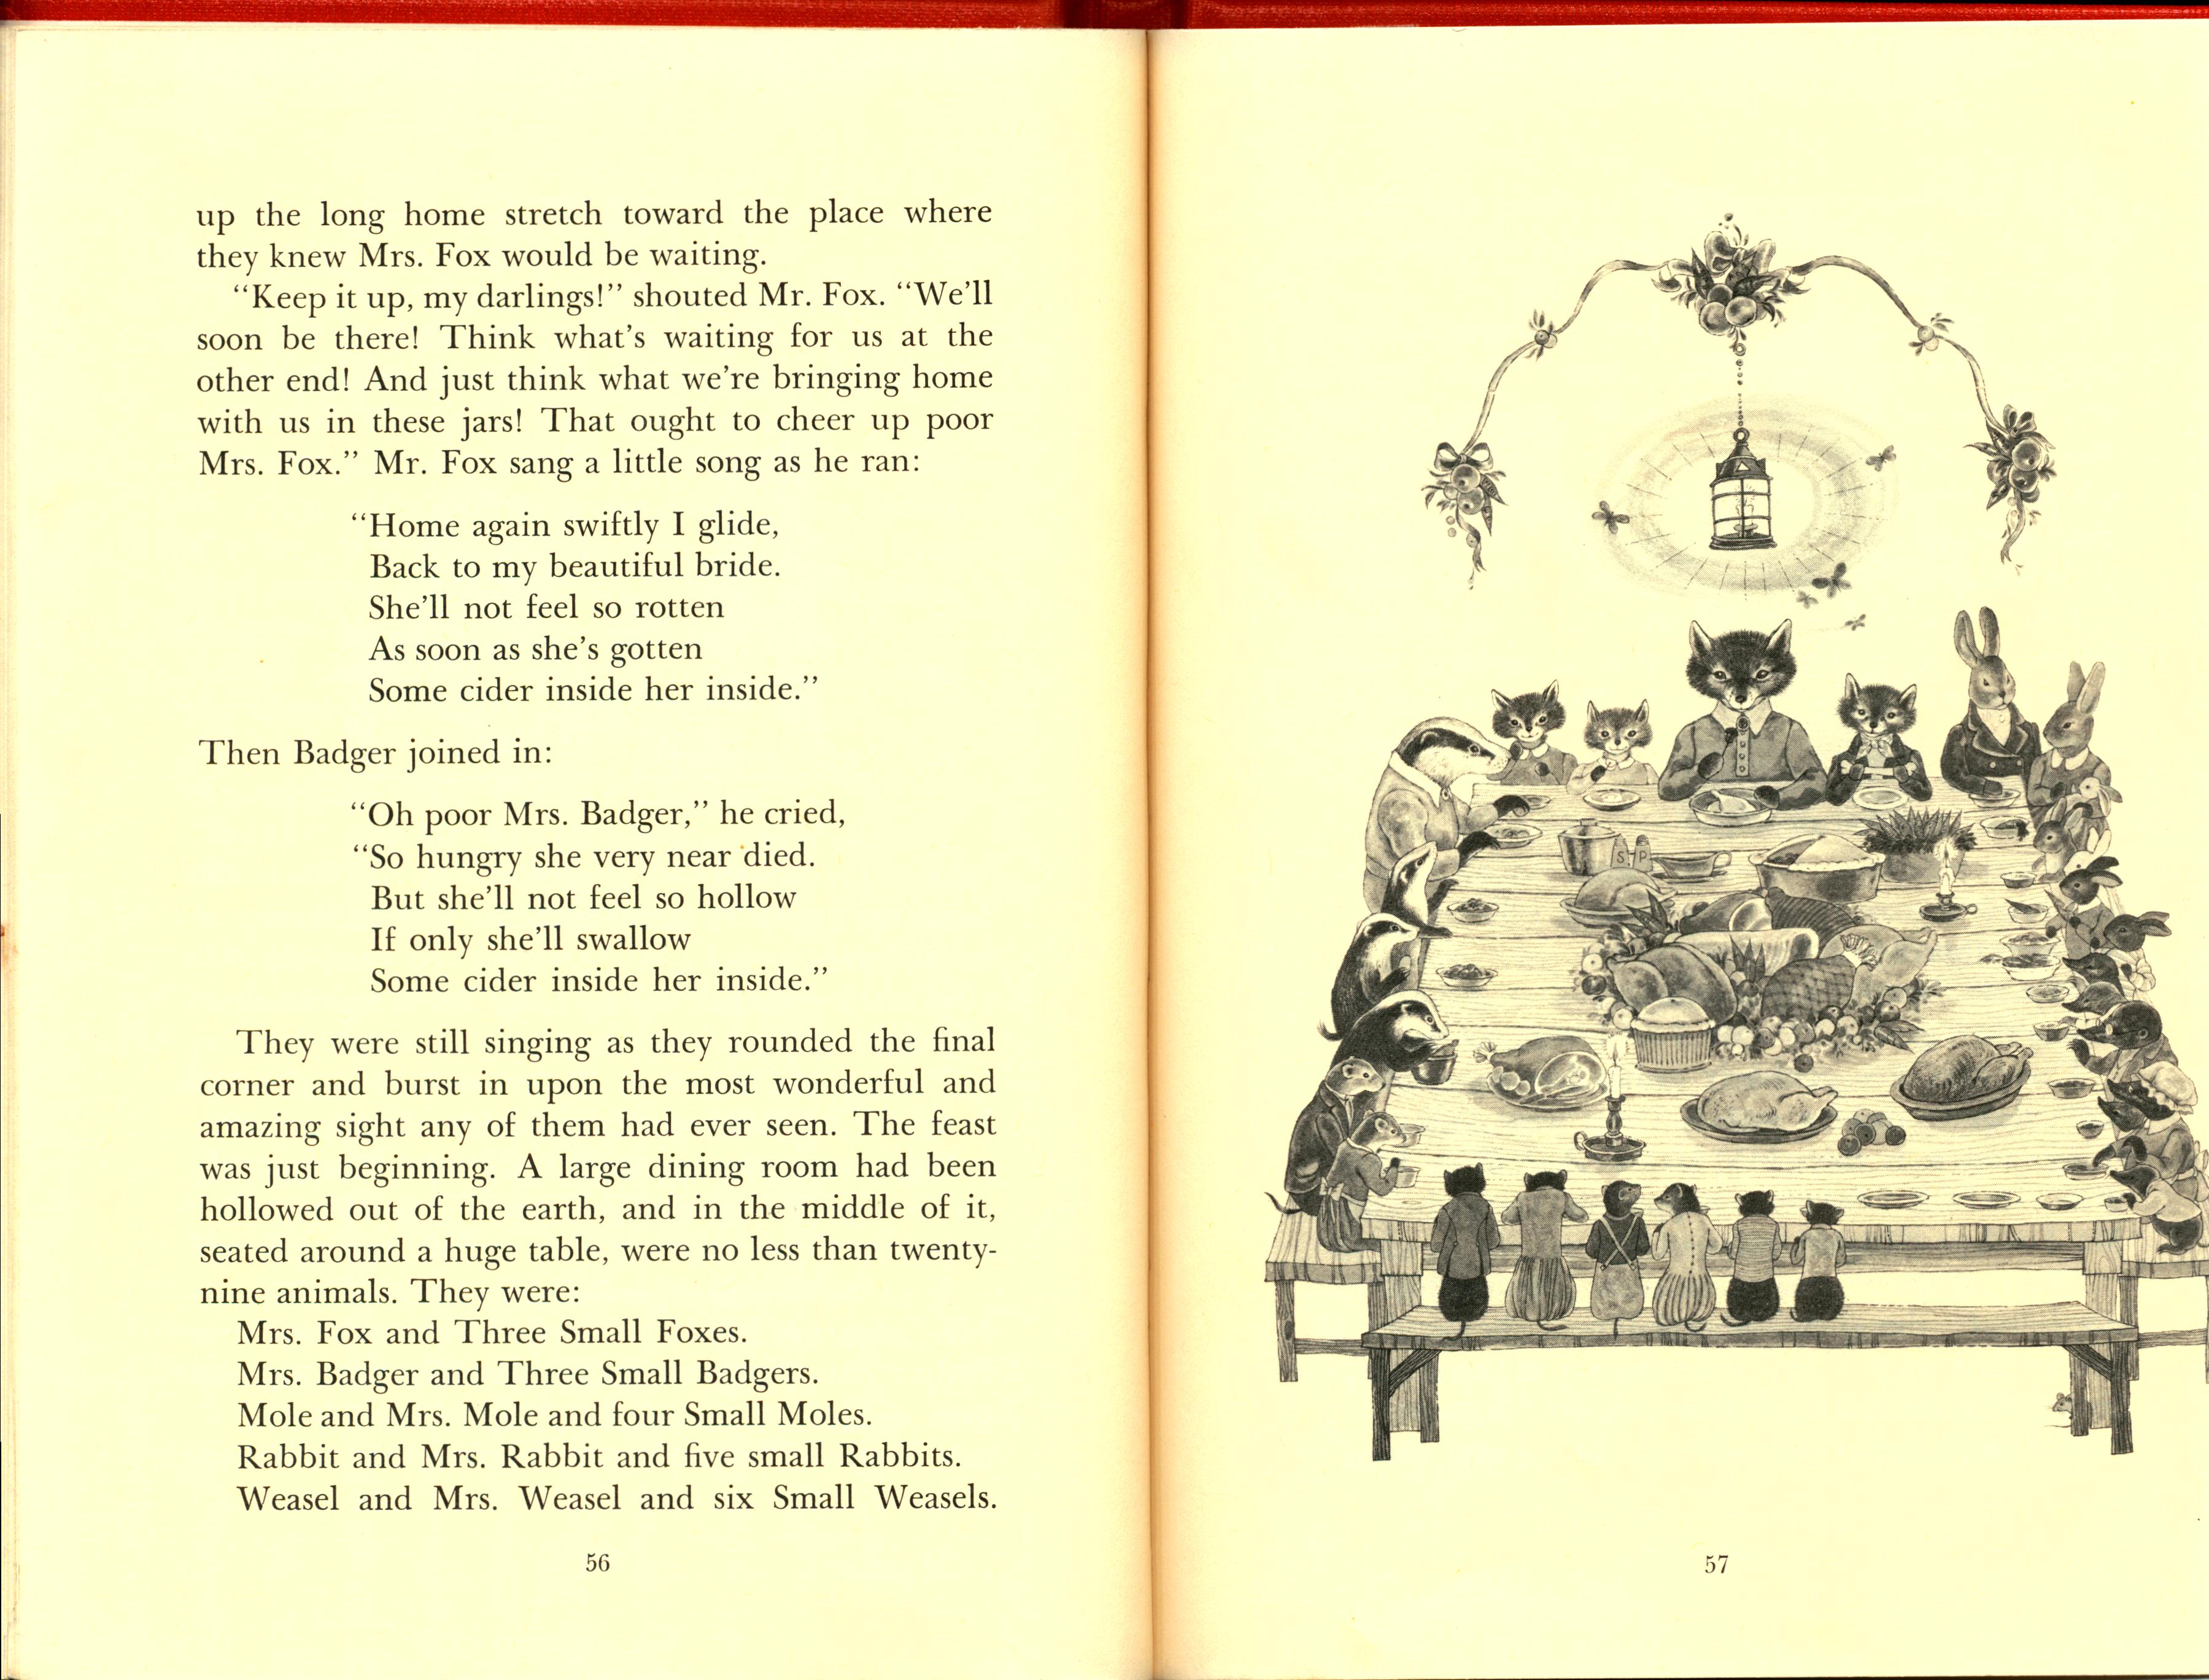 up the long home stretch toward the place where
they knew Mrs. Fox would be waiting.
“Keep it up, my darlings!” shouted Mr. Fox. “We’ll
soon be there! Think what’s waiting for us at the
other end! And just think what we’re bringing home
with us in these jars! That ought to cheer up poor
Mrs. Fox.” Mr. Fox sang a little song as he ran:
“Home again swiftly I glide,
Back to my beautiful bride.
She’ll not feel so rotten
As soon as she’s gotten
Some cider inside her inside.”
Then Badger joined in:
“Oh poor Mrs. Badger,” he cried,
“So hungry she very near died.
But she’ll not feel so hollow
If only she’ll swallow
Some cider inside her inside.”
They were still singing as they rounded the final
corner and burst in upon the most wonderful and
amazing sight any of them had ever seen. The feast
was just beginning. A large dining room had been
hollowed out of the earth, and in the middle of it,
seated around a huge table, were no less than twenty-
nine animals. They were:
Mrs. Fox and Three Small Foxes.
Mrs. Badger and Three Small Badgers.
Mole and Mrs. Mole and four Small Moles.
Rabbit and Mrs. Rabbit and five small Rabbits.
Weasel and Mrs. Weasel and six Small Weasels.
56
S P
57